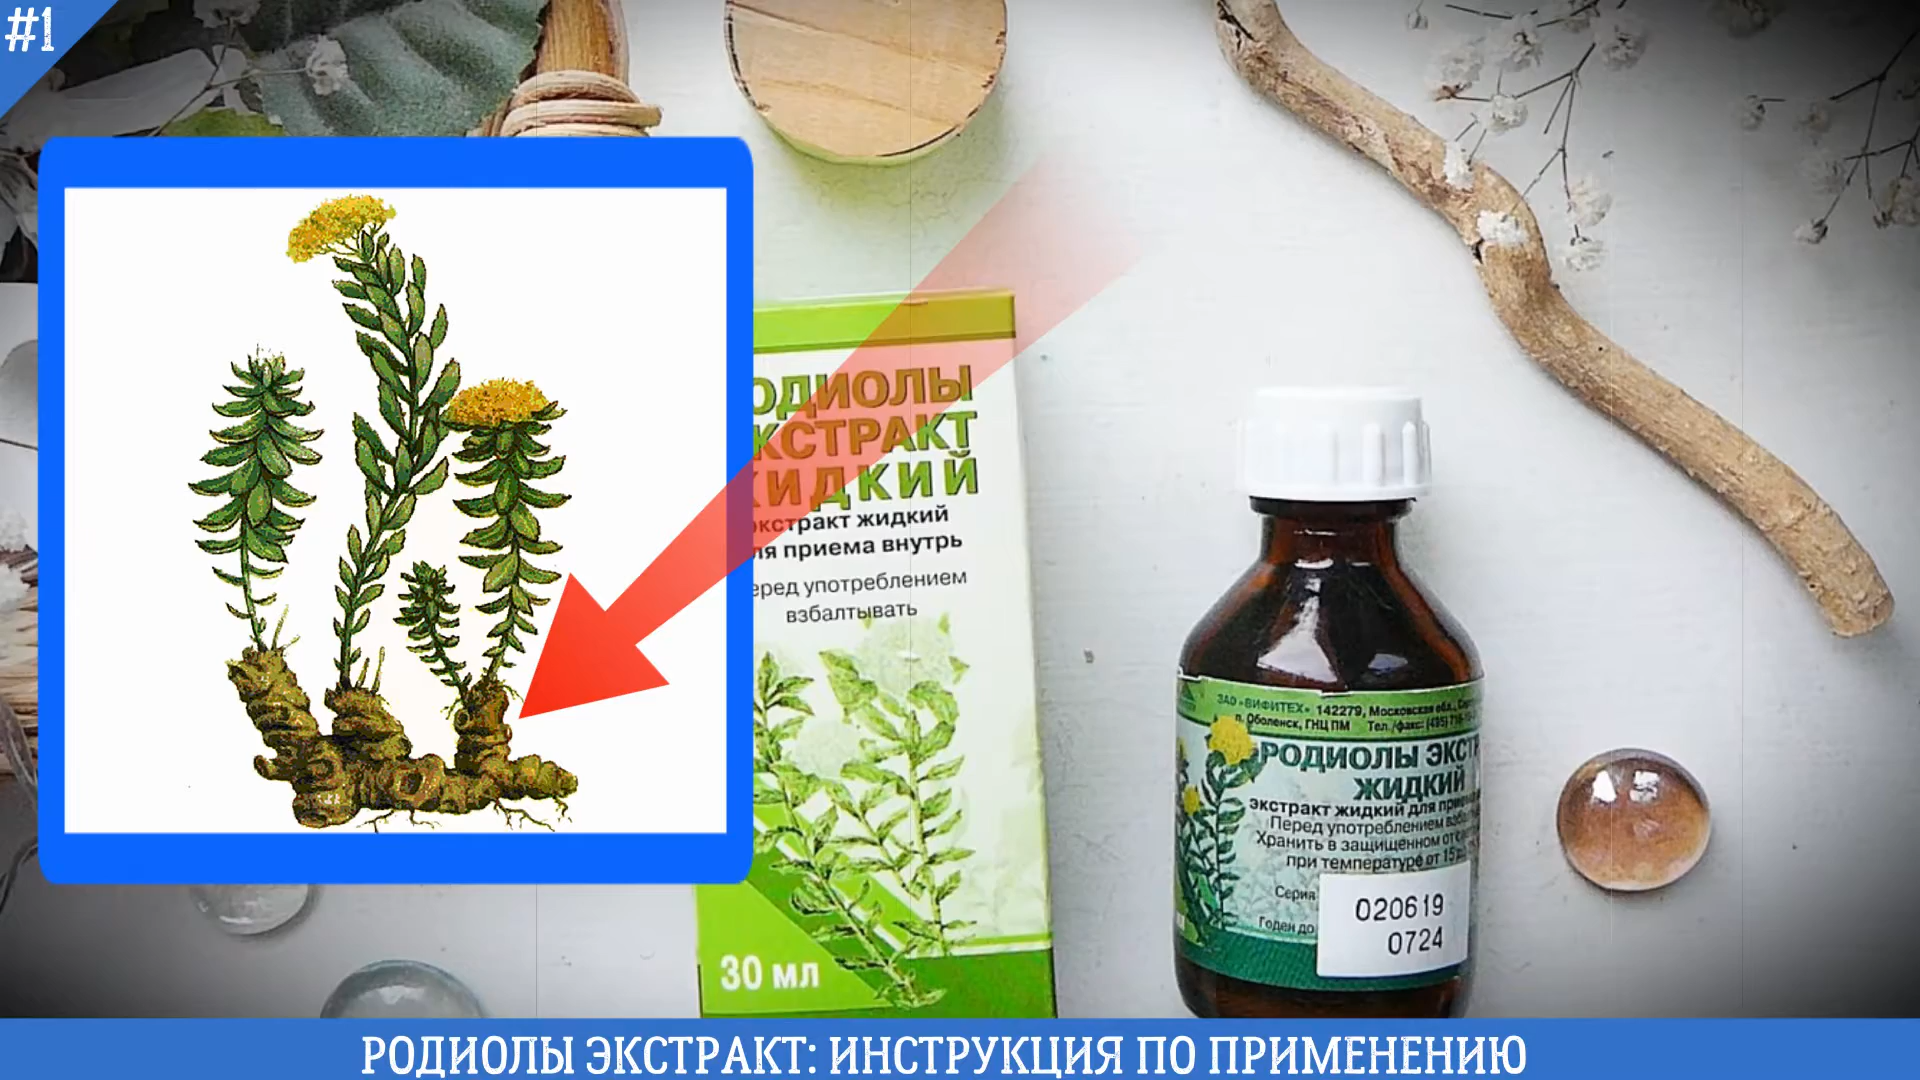 #1
ОДИОЛЫ
КСТРАКТ
ИДКИЙ
экстракт жидкий
ля приема внутрь
еред употреблением
взбалтывать
30 мл
ЗАО «ВИФИТЕХ» 142279, Московская обл.,
п. Оболенск, ГНЦ ПМ Тел./факс: (495)
РОДИОЛЫ ЭКСТ
ЖИДКИЙ
экстракт жидкий для
Перед употреблением
Хранить в защищенном от
при температуре от 15
Серия
Годен до
020619
0724
РОДИОЛЫ ЭКСТРАКТ: ИНСТРУКЦИЯ ПО ПРИМЕНЕНИЮ